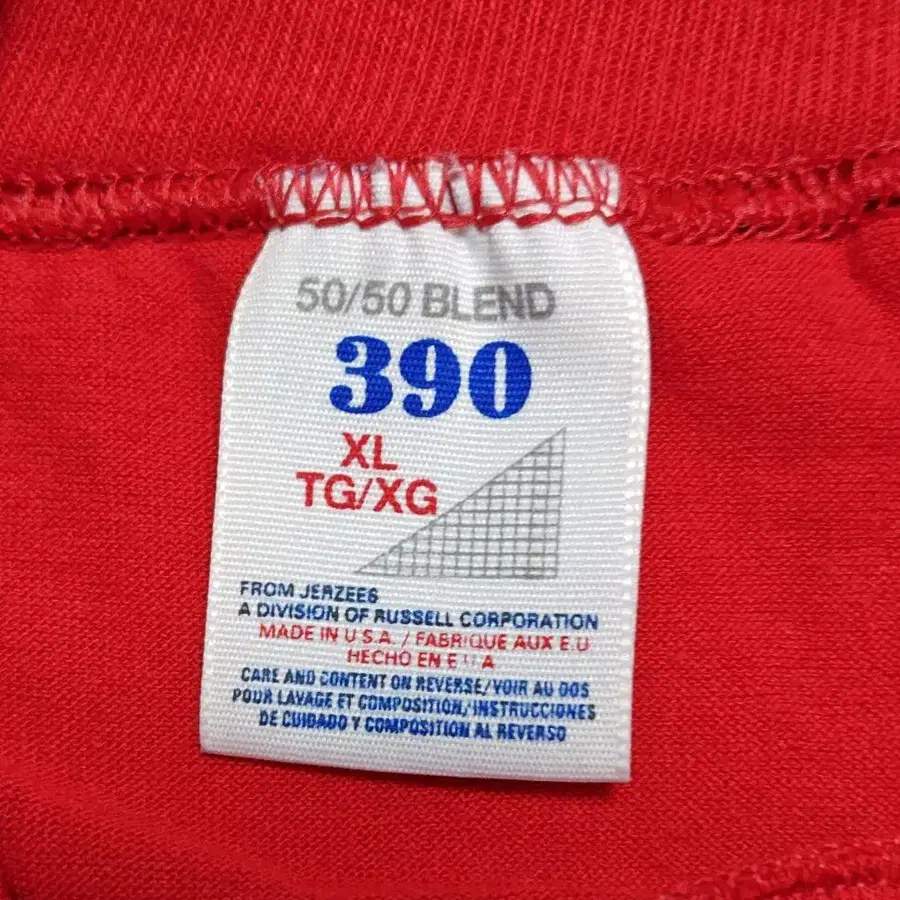 50/50 BLEND
390
XL
TG/XG
FROM JERZEES
A DIVISION OF RUSSELL CORPORATION
MADE IN U.S.A. / FABRIQUE AUX E.U
HECHO EN
CARE AND CONTENT ON REVERSE/VOIR AU DOS
POUR LAVAGE ET COMPOSITION/INSTRUCCIONES
DE CUIDADO Y COMPOSITION AL REVERSO